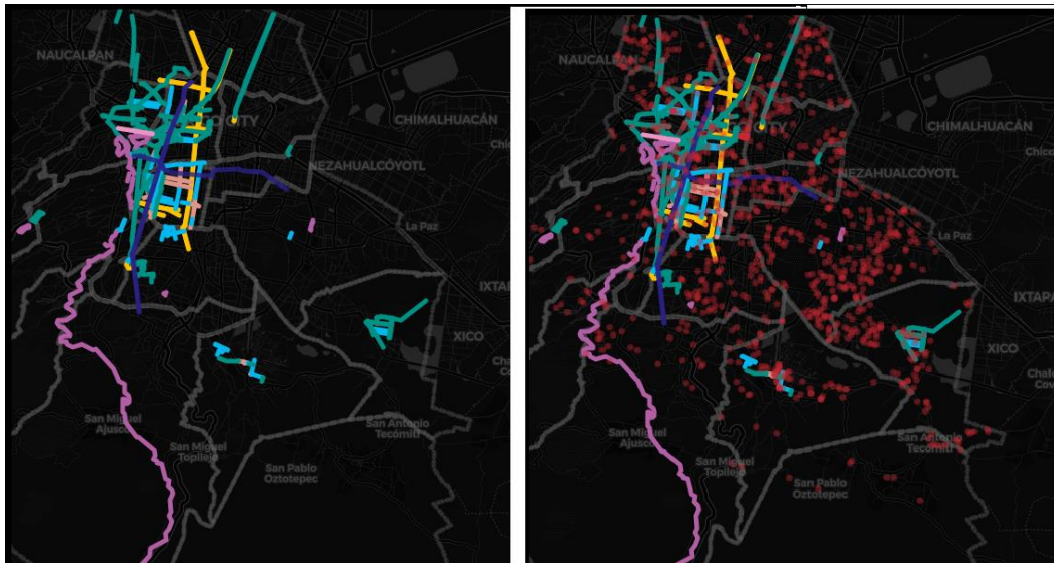 NAUCALPAN
CITY
CHIMALHUACÁN
NEZAHUALCÓYOTL
La Paz
XICO
San Miguel
Ajusco
San Miguel
Topilejo
San Antonio
Tecómitl
San Pablo
Oztotepec
NAUCALPAN
CITY
CHIMALHUACÁN
NEZAHUALCÓYOTL
La Paz
IXTAPA
XICO
San Miguel
Ajusco
San Miguel
Topilejo
San Antonio
Tecómitl
San Pablo
Oztotepec